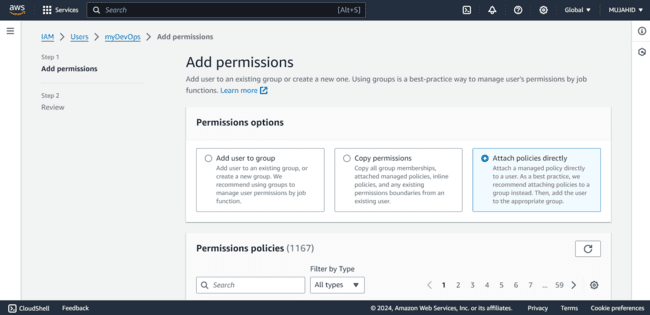 aws
Services
Search
[Alt+S]
Global
MUJAHID
IAM > Users > myDevOps > Add permissions
Step 1
Add permissions
Step 2
Review
Add permissions
Add user to an existing group or create a new one. Using groups is a best-practice way to manage user's permissions by job
functions. Learn more
Permissions options
Add user to group
Add user to an existing group, or
create a new group. We
recommend using groups to
manage user permissions by job
function.
Copy permissions
Copy all group memberships,
attached managed policies, inline
policies, and any existing
permissions boundaries from an
existing user.
Attach policies directly
Attach a managed policy directly
to a user. As a best practice, we
recommend attaching policies to a
group instead. Then, add the user
to the appropriate group.
Permissions policies (1167)
Filter by Type
Search
All types
1 2 3 4 5 6 7 ... 59
CloudShell
Feedback
© 2024, Amazon Web Services, Inc. or its affiliates.
Privacy
Terms
Cookie preferences